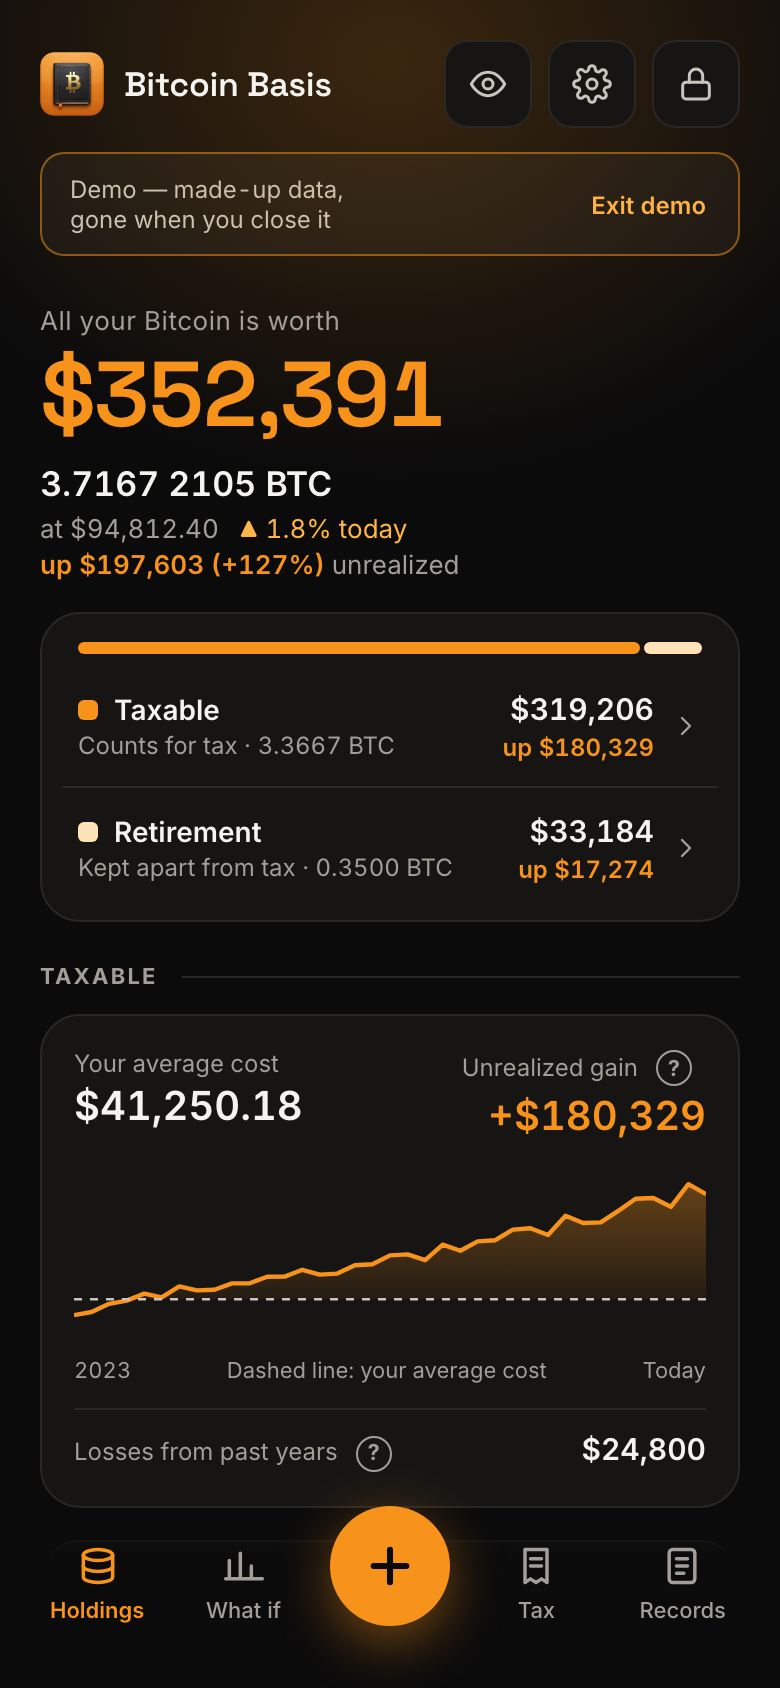 Bitcoin Basis
Demo — made-up data,
gone when you close it
Exit demo
All your Bitcoin is worth
$352,391
3.7167 2105 BTC
at $94,812.40 ▲ 1.8% today
up $197,603 (+127%) unrealized
Taxable
$319,206
Counts for tax · 3.3667 BTC
up $180,329
Retirement
$33,184
Kept apart from tax · 0.3500 BTC
up $17,274
TAXABLE
Your average cost
Unrealized gain ?
$41,250.18
+$180,329
2023
Dashed line: your average cost
Today
Losses from past years ?
$24,800
Holdings
What if
+
Tax
Records